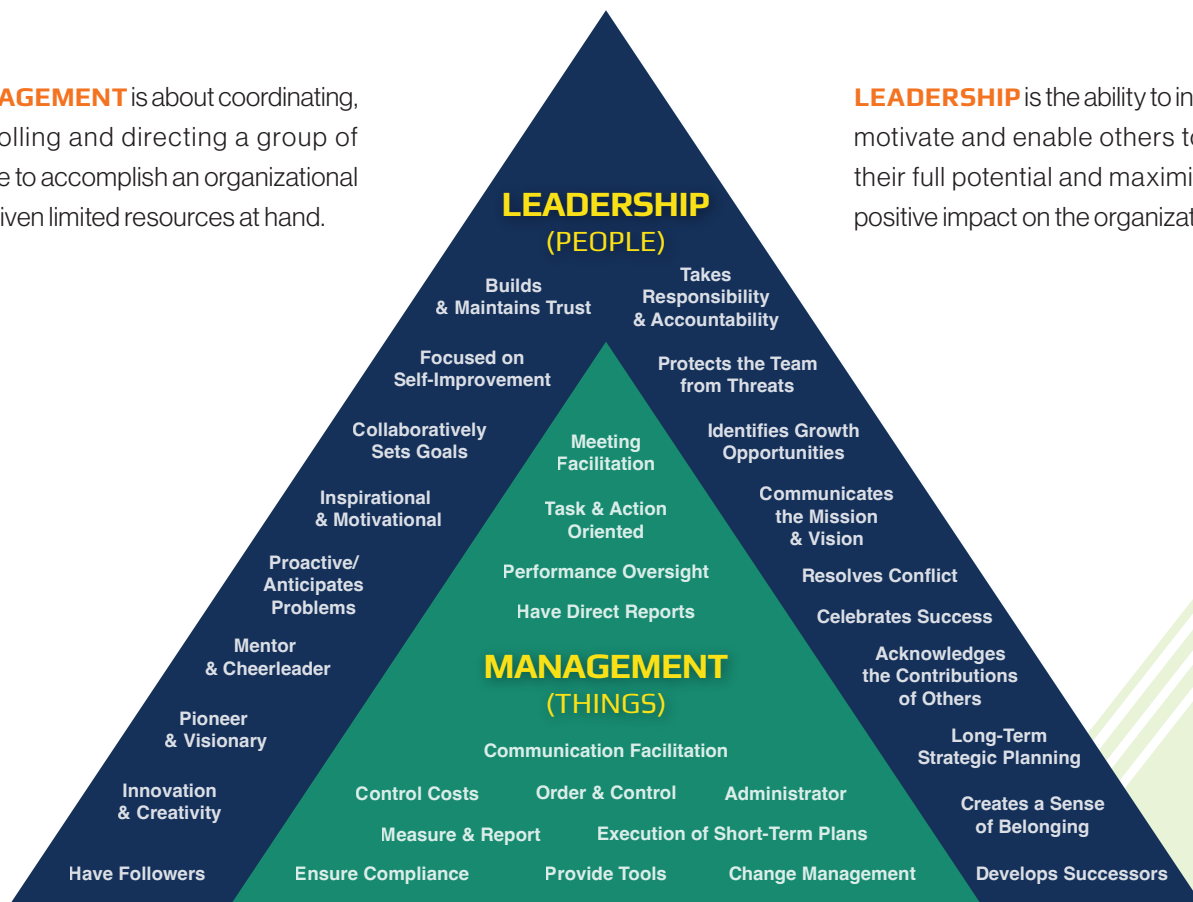 AGEMENT is about coordinating,
olling and directing a group of
e to accomplish an organizational
iven limited resources at hand.
LEADERSHIP is the ability to in
motivate and enable others to
their full potential and maximi
positive impact on the organizat
LEADERSHIP
(PEOPLE)
Builds
& Maintains Trust
Takes
Responsibility
& Accountability
Focused on
Self-Improvement
Protects the Team
from Threats
Collaboratively
Sets Goals
Identifies Growth
Opportunities
Inspirational
& Motivational
Communicates
the Mission
& Vision
Proactive/
Anticipates
Problems
Resolves Conflict
Celebrates Success
Mentor
& Cheerleader
Acknowledges
the Contributions
of Others
Pioneer
& Visionary
Long-Term
Strategic Planning
Innovation
& Creativity
Creates a Sense
of Belonging
Have Followers
Develops Successors
Meeting
Facilitation
Task & Action
Oriented
Performance Oversight
Have Direct Reports
MANAGEMENT
(THINGS)
Communication Facilitation
Control Costs
Order & Control
Administrator
Measure & Report
Execution of Short-Term Plans
Ensure Compliance
Provide Tools
Change Management